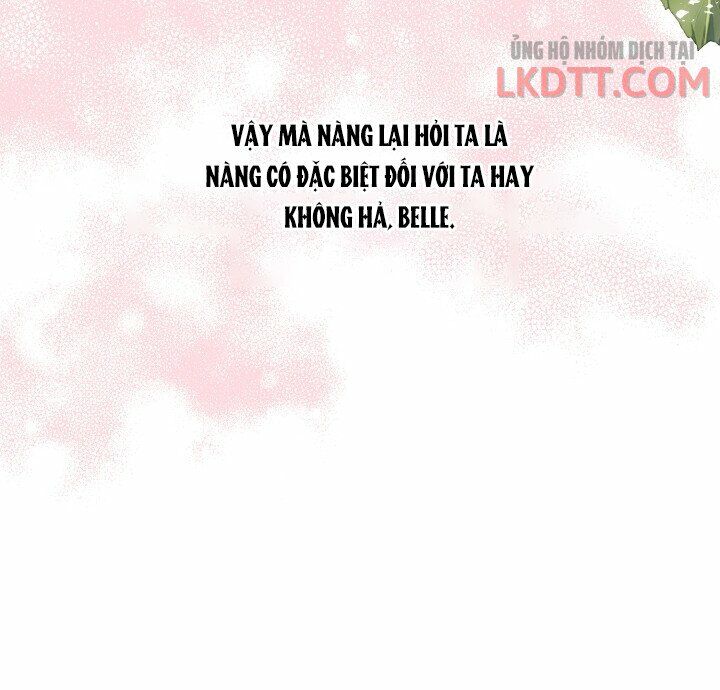 ỦNG HỘ NHÓM DỊCH TẠI
LKDTT.COM
VẬY MÀ NÀNG LẠI HỎI TA LÀ
NÀNG CÓ ĐẶC BIỆT ĐỐI VỚI TA HAY
KHÔNG HẢ, BELLE.